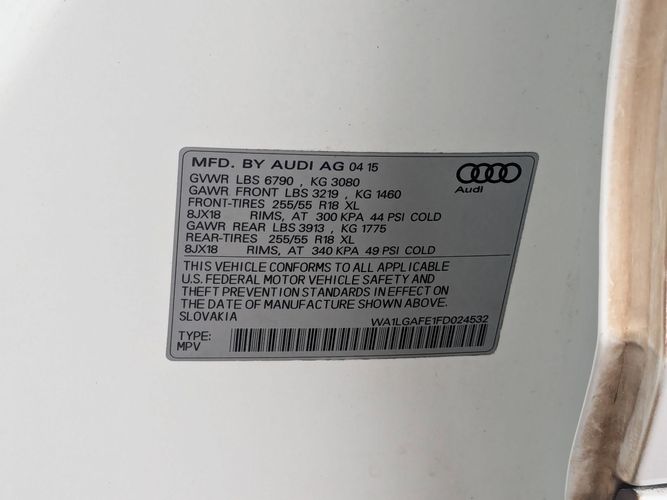 MFD. BY AUDI AG 04 15
GVWR LBS 6790 , KG 3080
GAWR FRONT LBS 3219 , KG 1460
FRONT-TIRES 255/55 R18 XL
8JX18 RIMS, AT 300 KPA 44 PSI COLD
GAWR REAR LBS 3913 , KG 1775
REAR-TIRES 255/55 R18 XL
8JX18 RIMS, AT 340 KPA 49 PSI COLD
Audi
THIS VEHICLE CONFORMS TO ALL APPLICABLE
U.S. FEDERAL MOTOR VEHICLE SAFETY AND
THEFT PREVENTION STANDARDS IN EFFECT ON
THE DATE OF MANUFACTURE SHOWN ABOVE.
SLOVAKIA WA1LGAFE1FD024532
TYPE:
MPV